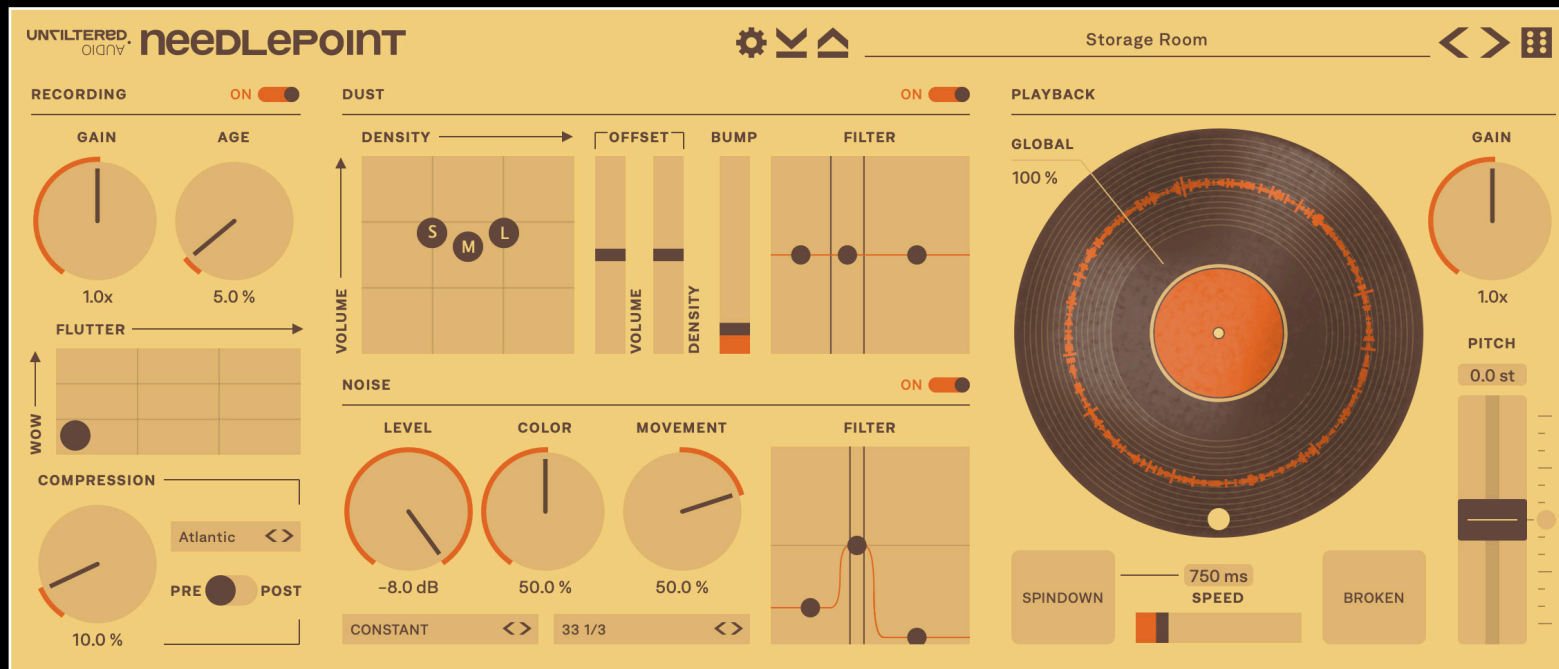 UNFILTERED AUDIO. NEEDLEPOINT
Storage Room
RECORDING ON
GAIN AGE
1.0x 5.0 %
FLUTTER
WOW
COMPRESSION
Atlantic
PRE POST
10.0 %
DUST ON
DENSITY
VOLUME
S M L
OFFSET
VOLUME
DENSITY
BUMP
FILTER
NOISE ON
LEVEL COLOR MOVEMENT FILTER
-8.0 dB 50.0 % 50.0 %
CONSTANT 33 1/3
PLAYBACK
GLOBAL
100 %
GAIN
1.0x
PITCH
0.0 st
SPINDOWN
750 ms
SPEED
BROKEN